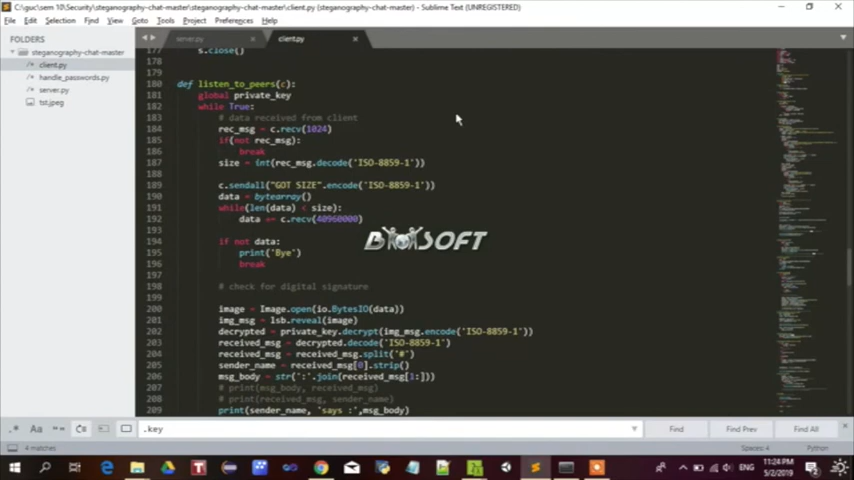 C:\guc\sem 10\Security\steganography-chat-master\steganography-chat-master\client.py (steganography-chat-master) - Sublime Text (UNREGISTERED)
File Edit Selection Find View Goto Tools Project Preferences Help
FOLDERS
steganography-chat-master
client.py
handle_passwords.py
server.py
tst.jpeg
server.py
client.py
177 s.close()
178
179
180 def listen_to_peers(c):
181 global private_key
182 while True:
183 # data received from client
184 rec_msg = c.recv(1024)
185 if(not rec_msg):
186 break
187 size = int(rec_msg.decode('ISO-8859-1'))
188
189 c.sendall("GOT SIZE".encode('ISO-8859-1'))
190 data = bytearray()
191 while(len(data) < size):
192 data += c.recv(40960000)
193
194 if not data:
195 print('Bye')
196 break
197
198 # check for digital signature
199
200 image = Image.open(io.BytesIO(data))
201 img_msg = lsb.reveal(image)
202 decrypted = private_key.decrypt(img_msg.encode('ISO-8859-1'))
203 received_msg = decrypted.decode('ISO-8859-1')
204 received_msg = received_msg.split('#')
205 sender_name = received_msg[0].strip()
206 msg_body = str(':'.join(received_msg[1:]))
207 # print(msg_body, received_msg)
208 # print(received_msg, sender_name)
209 print(sender_name, 'says :',msg_body)
.* Aa
.key
Find Find Prev Find All
4 matches
Spaces: 4 Python
ENG
11:24 PM
5/2/2019